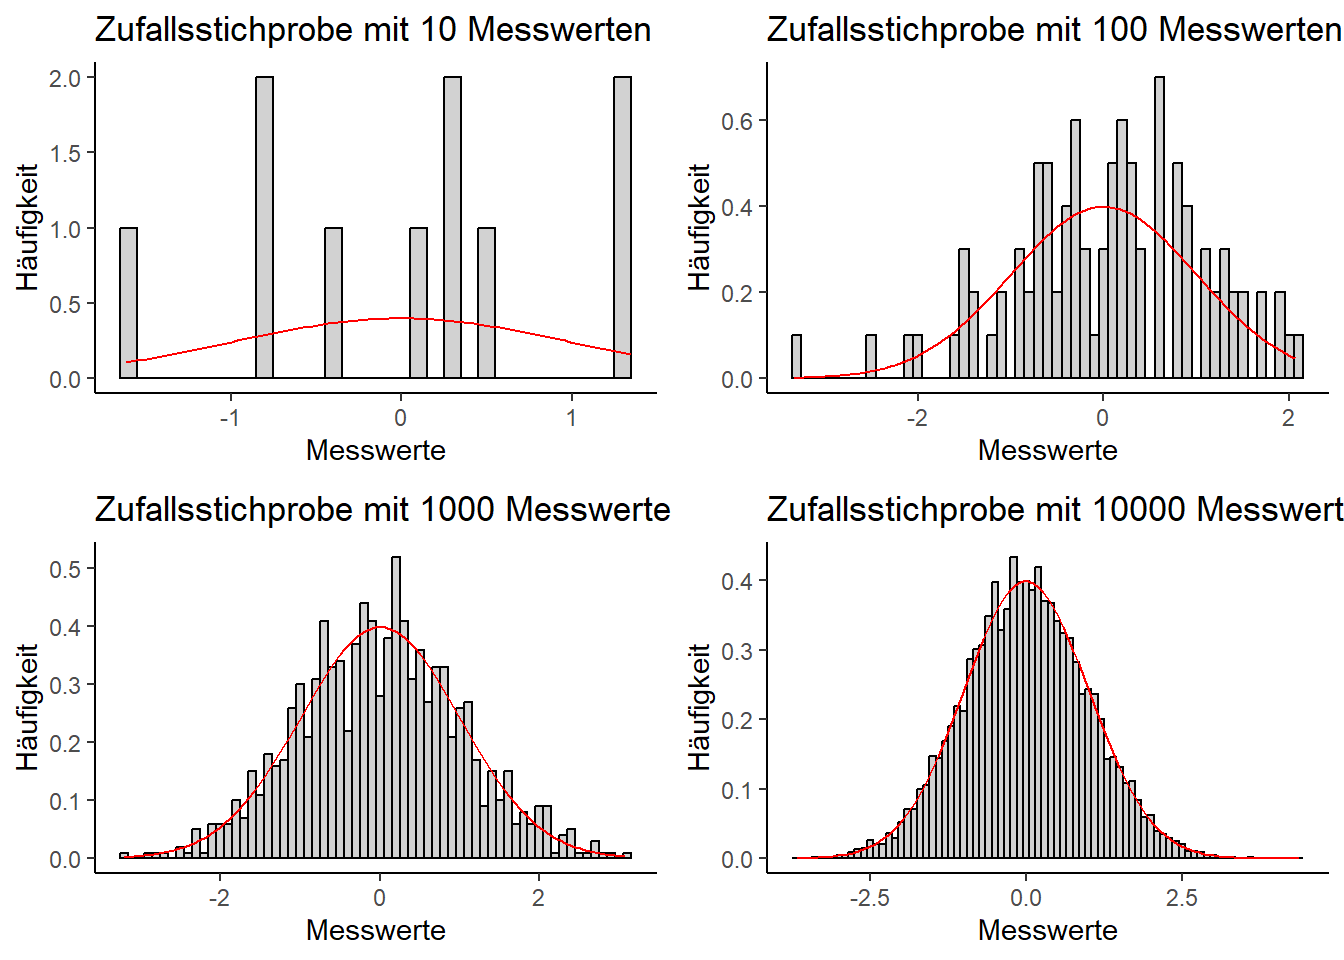 Zufallsstichprobe mit 10 Messwerten
Häufigkeit
2.0
1.5
1.0
0.5
0.0
-1 0 1
Messwerte
Zufallsstichprobe mit 100 Messwerten
Häufigkeit
0.6
0.4
0.2
0.0
-2 0 2
Messwerte
Zufallsstichprobe mit 1000 Messwerte
Häufigkeit
0.5
0.4
0.3
0.2
0.1
0.0
-2 0 2
Messwerte
Zufallsstichprobe mit 10000 Messwert
Häufigkeit
0.4
0.3
0.2
0.1
0.0
-2.5 0.0 2.5
Messwerte